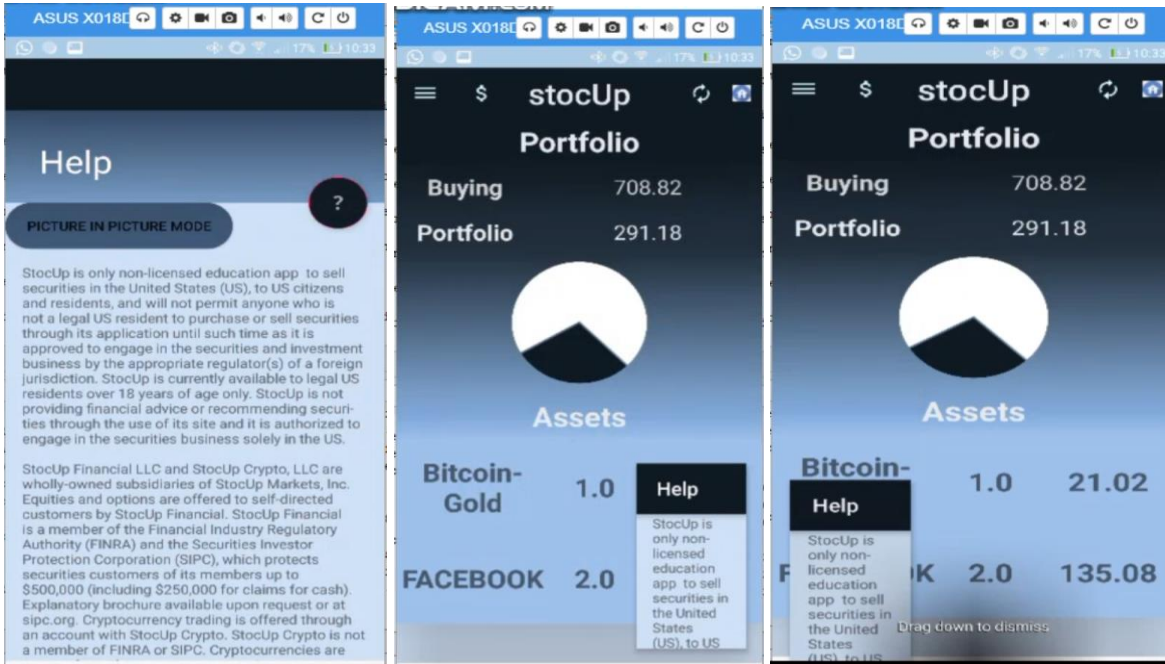 ASUS X018D
17% 10:33
Help
?
PICTURE IN PICTURE MODE
StocUp is only non-licensed education app to sell
securities in the United States (US), to US citizens
and residents, and will not permit anyone who is
not a legal US resident to purchase or sell securities
through its application until such time as it is
approved to engage in the securities and investment
business by the appropriate regulator(s) of a foreign
jurisdiction. StocUp is currently available to legal US
residents over 18 years of age only. StocUp is not
providing financial advice or recommending securi-
ties through the use of its site and it is authorized to
engage in the securities business solely in the US.
StocUp Financial LLC and StocUp Crypto, LLC are
wholly-owned subsidiaries of StocUp Markets, Inc.
Equities and options are offered to self-directed
customers by StocUp Financial. StocUp Financial
is a member of the Financial Industry Regulatory
Authority (FINRA) and the Securities Investor
Protection Corporation (SIPC), which protects
securities customers of its members up to
$500,000 (including $250,000 for claims for cash).
Explanatory brochure available upon request or at
sipc.org. Cryptocurrency trading is offered through
an account with StocUp Crypto. StocUp Crypto is not
a member of FINRA or SIPC. Cryptocurrencies are
ASUS X018D
17% 10:33
$ stocUp
Portfolio
Buying 708.82
Portfolio 291.18
Assets
Bitcoin-
Gold 1.0
FACEBOOK 2.0
Help
StocUp is
only non-
licensed
education
app to sell
securities in
the United
States
(US), to US
ASUS X018D
17% 10:33
$ stocUp
Portfolio
Buying 708.82
Portfolio 291.18
Assets
Bitcoin- 1.0 21.02
F K 2.0 135.08
Help
StocUp is
only non-
licensed
education
app to sell
securities in
the United
States
(US), to US
Drag down to dismiss